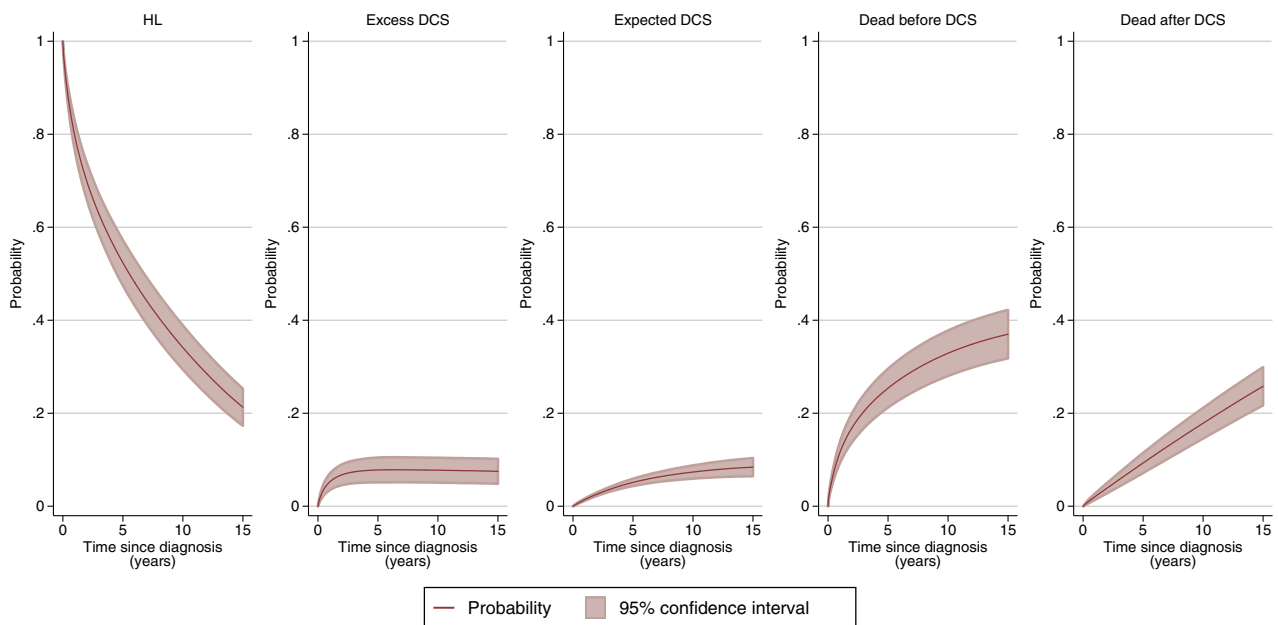 HL
Excess DCS
Expected DCS
Dead before DCS
Dead after DCS
Probability
1
.8
.6
.4
.2
0
0 5 10 15
Time since diagnosis
(years)
Probability
1
.8
.6
.4
.2
0
0 5 10 15
Time since diagnosis
(years)
Probability
1
.8
.6
.4
.2
0
0 5 10 15
Time since diagnosis
(years)
Probability
1
.8
.6
.4
.2
0
0 5 10 15
Time since diagnosis
(years)
Probability
1
.8
.6
.4
.2
0
0 5 10 15
Time since diagnosis
(years)
Probability 95% confidence interval